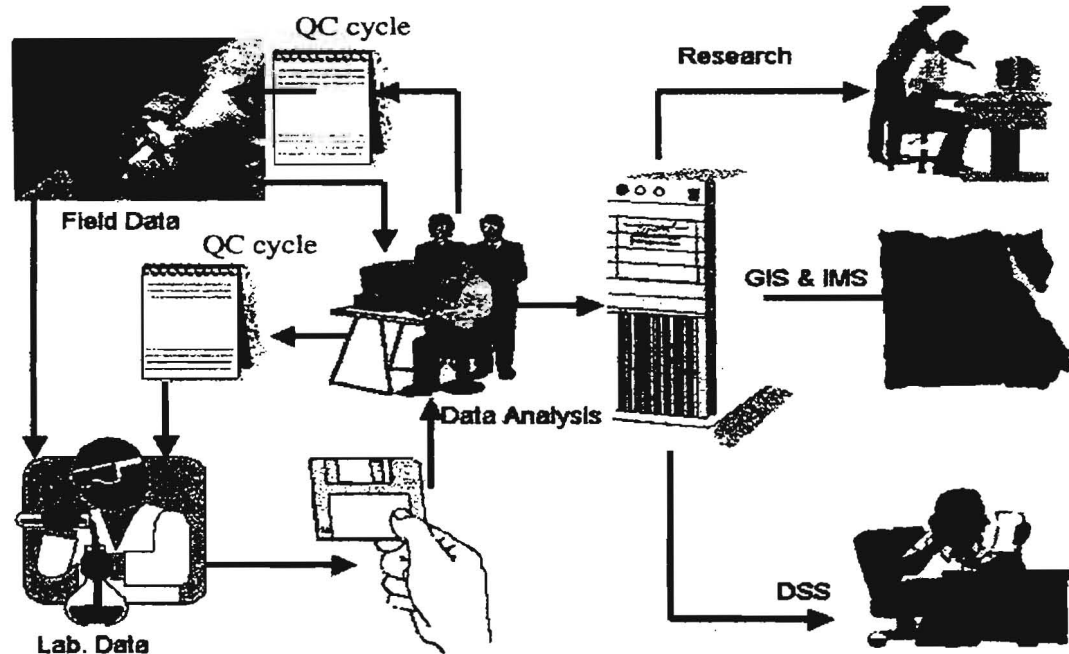 QC cycle
Research
Field Data
QC cycle
GIS & IMS
Data Analysis
DSS
Lab. Data